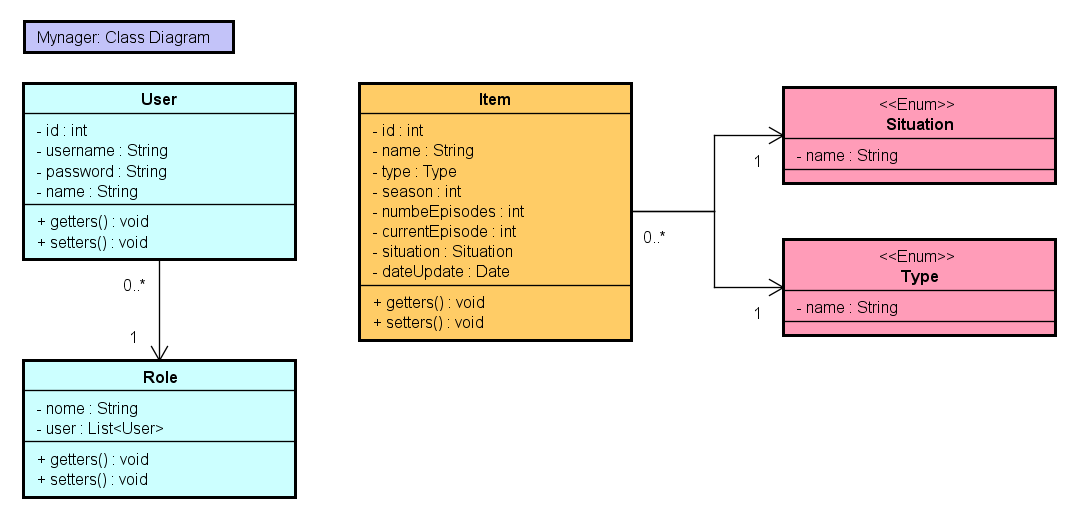 Mynager: Class Diagram
User
- id : int
- username : String
- password : String
- name : String
+ getters() : void
+ setters() : void
0..*
1
Role
- nome : String
- user : List<User>
+ getters() : void
+ setters() : void
Item
- id : int
- name : String
- type : Type
- season : int
- numbeEpisodes : int
- currentEpisode : int
- situation : Situation
- dateUpdate : Date
+ getters() : void
+ setters() : void
0..*
1
1
<<Enum>>
Situation
- name : String
<<Enum>>
Type
- name : String